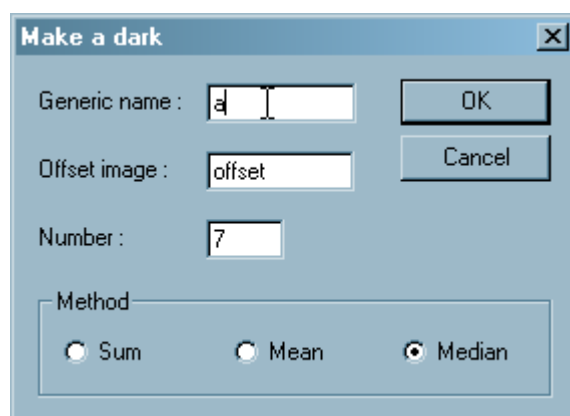 Make a dark
Generic name : a OK
Offset image : offset Cancel
Number : 7
Method
Sum Mean Median